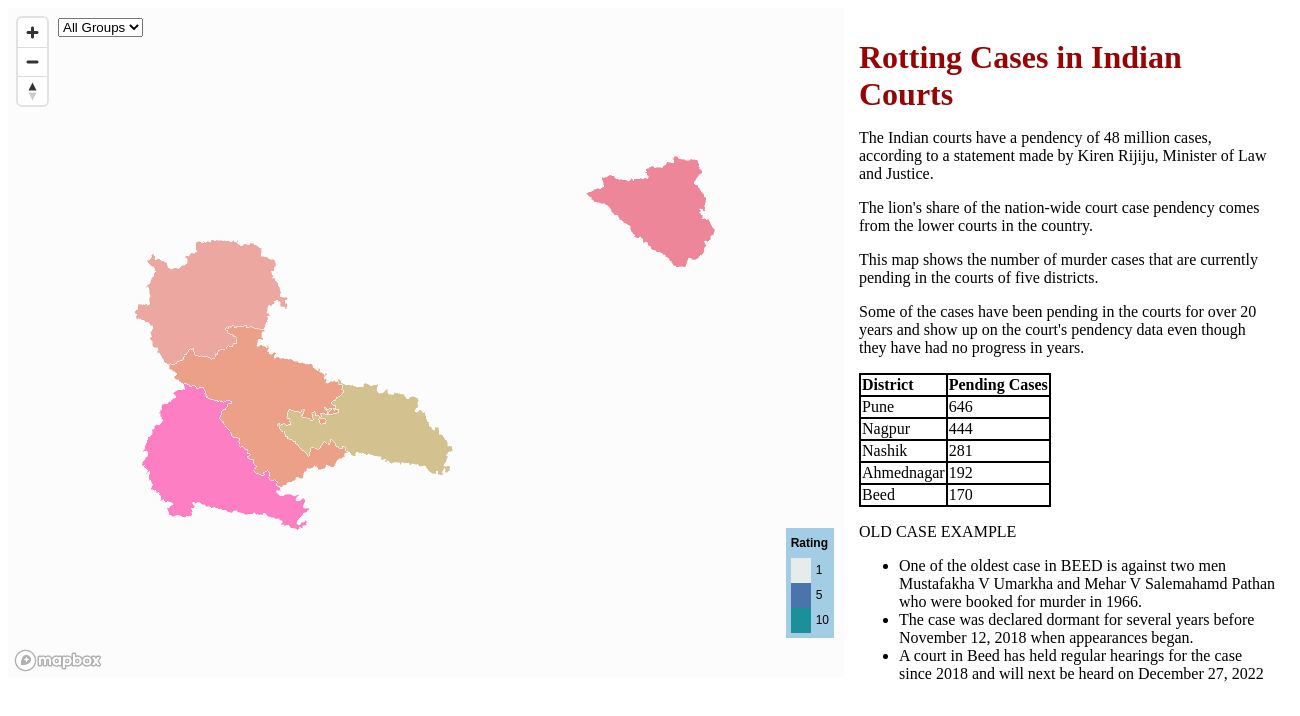 All Groups
Rotting Cases in Indian
Courts
The Indian courts have a pendency of 48 million cases,
according to a statement made by Kiren Rijiju, Minister of Law
and Justice.
The lion's share of the nation-wide court case pendency comes
from the lower courts in the country.
This map shows the number of murder cases that are currently
pending in the courts of five districts.
Some of the cases have been pending in the courts for over 20
years and show up on the court's pendency data even though
they have had no progress in years.
District Pending Cases
Pune 646
Nagpur 444
Nashik 281
Ahmednagar 192
Beed 170
OLD CASE EXAMPLE
• One of the oldest case in BEED is against two men
Mustafakha V Umarkha and Mehar V Salemahamd Pathan
who were booked for murder in 1966.
• The case was declared dormant for several years before
November 12, 2018 when appearances began.
• A court in Beed has held regular hearings for the case
since 2018 and will next be heard on December 27, 2022
Rating
1
5
10
mapbox